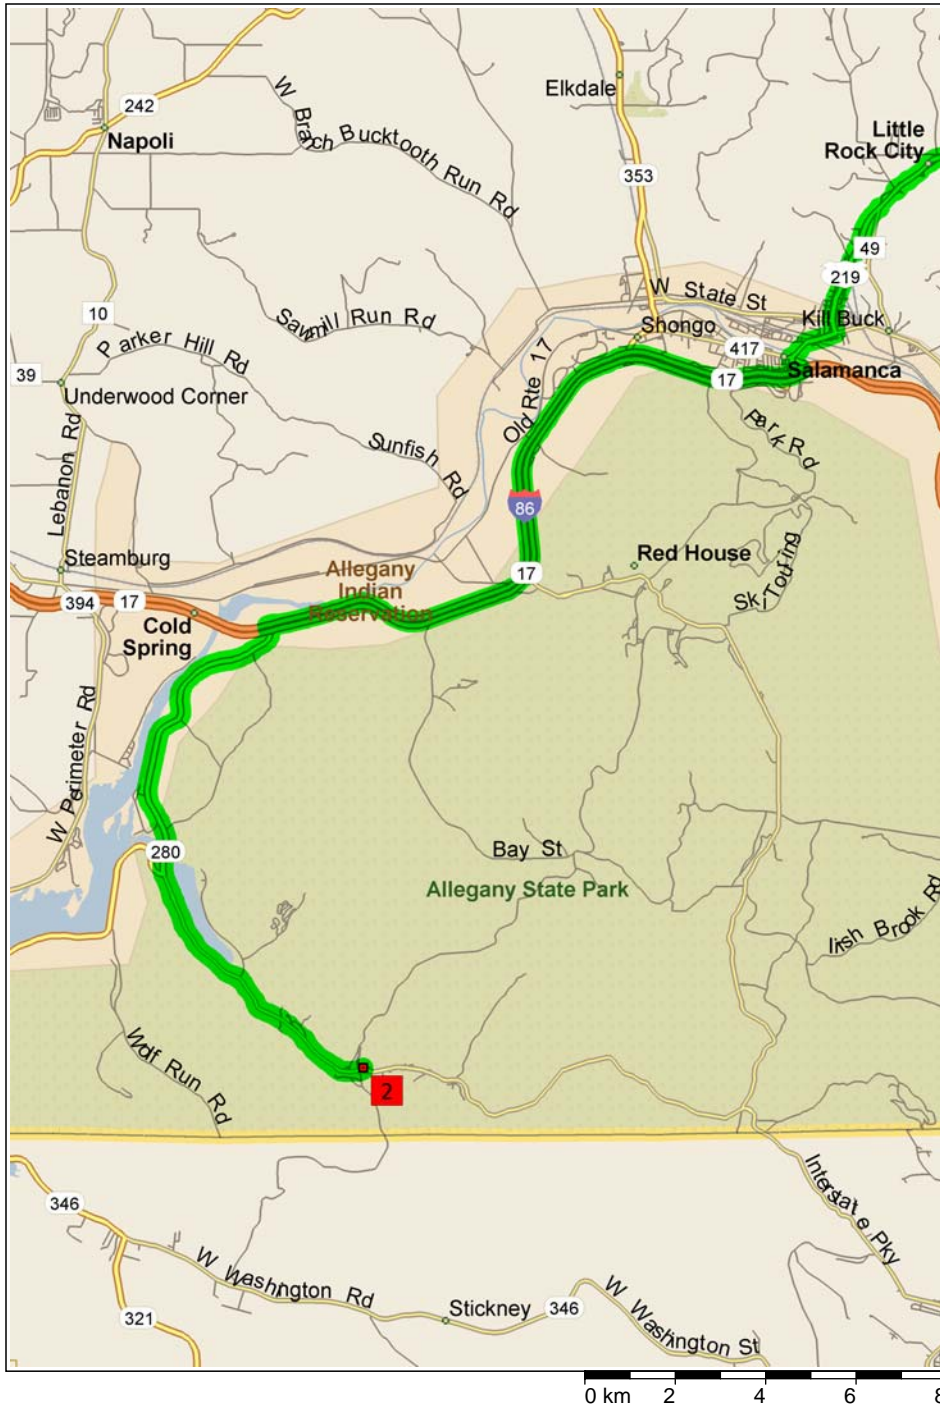 Elkdale
242
Napoli
W Branch Bucktooth Run Rd
Little
Rock City
353
49
219
W State St
10
Sawmill Run Rd
Shongo
Kill Buck
Parker Hill Rd
417
39
17
Salamanca
Underwood Corner
Old Rte 17
Park Rd
Lebanon Rd
Sunfish Rd
86
Steamburg
Red House
Ski Touring
Allegany
Indian
Reservation
17
394
17
Cold
Spring
W Perimeter Rd
280
Bay St
Allegany State Park
Irish Brook Rd
Wolf Run Rd
2
346
Interstate Pky
W Washington Rd
Stickney
346
W Washington St
321
0 km 2 4 6 8